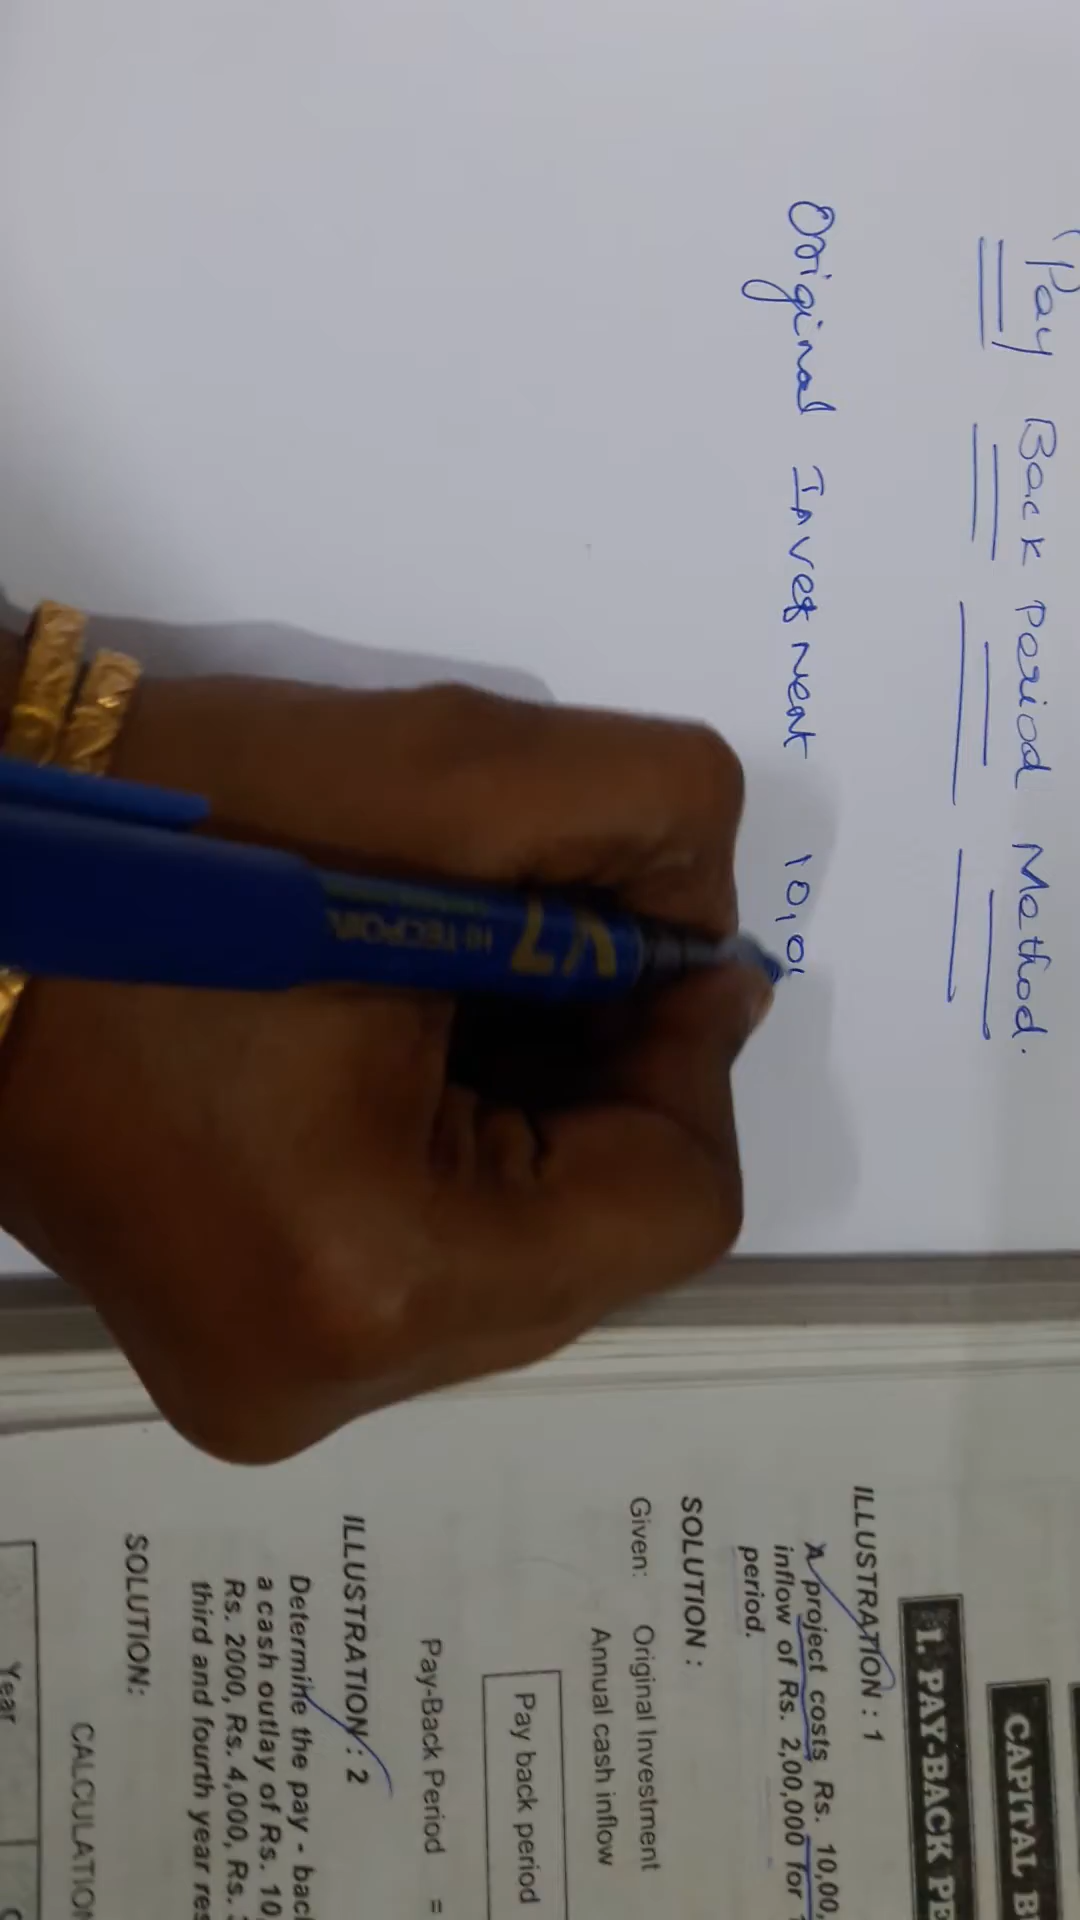 Pay Back Period Method.
Original Investment 10,0
V7
HI-TECPOINT
CAPITAL B
1. PAY-BACK PE
ILLUSTRATION : 1
A project costs Rs. 10,00,
inflow of Rs. 2,00,000 for
period.
SOLUTION :
Given: Original Investment
Annual cash inflow
Pay back period
Pay-Back Period =
ILLUSTRATION : 2
Determine the pay - bac
a cash outlay of Rs. 10
Rs. 2000, Rs. 4,000, Rs.
third and fourth year res
SOLUTION:
CALCULATION
Year